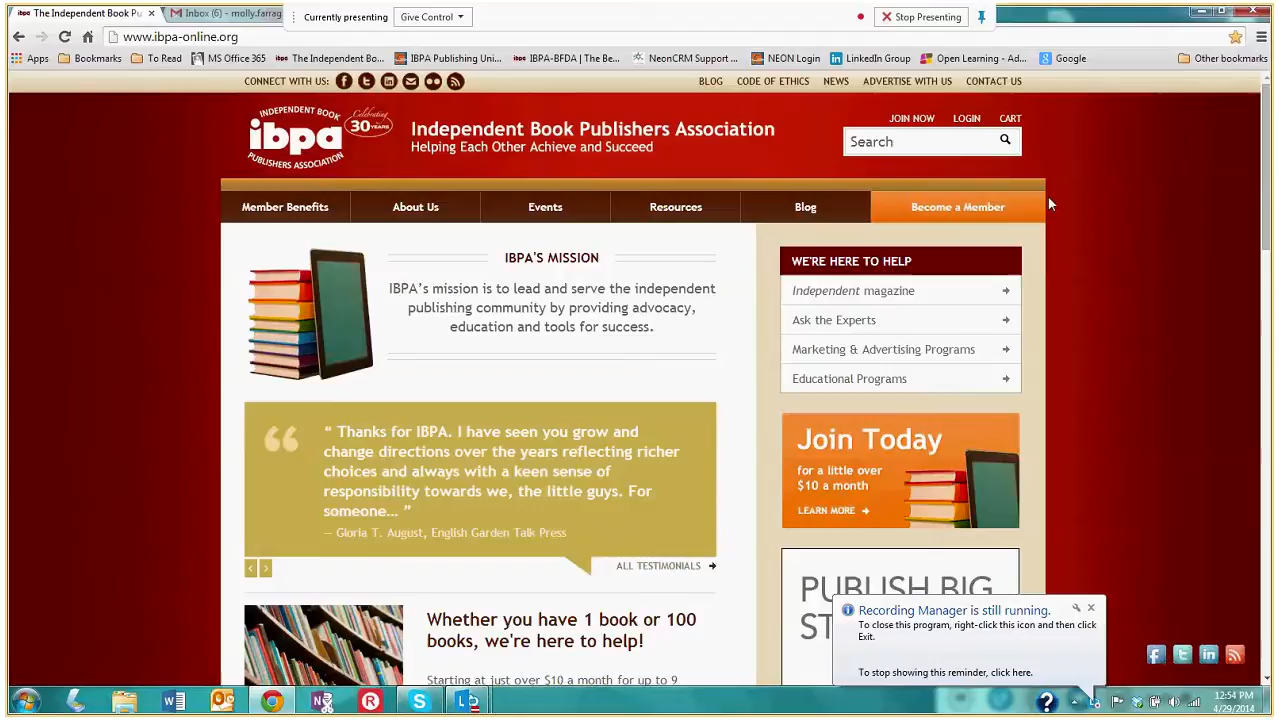 The Independent Book Pu
Inbox (6) - molly.farrag
Currently presenting
Give Control
Stop Presenting
www.ibpa-online.org
Apps
Bookmarks
To Read
MS Office 365
The Independent Bo...
IBPA Publishing Uni...
IBPA-BFDA | The Be...
NeonCRM Support ...
NEON Login
LinkedIn Group
Open Learning - Ad...
Google
Other bookmarks
CONNECT WITH US:
BLOG
CODE OF ETHICS
NEWS
ADVERTISE WITH US
CONTACT US
INDEPENDENT BOOK
ibpa
PUBLISHERS ASSOCIATION
Celebrating
30 YEARS
Independent Book Publishers Association
Helping Each Other Achieve and Succeed
JOIN NOW
LOGIN
CART
Search
Member Benefits
About Us
Events
Resources
Blog
Become a Member
IBPA'S MISSION
IBPA's mission is to lead and serve the independent
publishing community by providing advocacy,
education and tools for success.
WE'RE HERE TO HELP
Independent magazine
Ask the Experts
Marketing & Advertising Programs
Educational Programs
“ Thanks for IBPA. I have seen you grow and
change directions over the years reflecting richer
choices and always with a keen sense of
responsibility towards we, the little guys. For
someone... ”
— Gloria T. August, English Garden Talk Press
ALL TESTIMONIALS
Join Today
for a little over
$10 a month
LEARN MORE
PUBLISH BIG
ST
Whether you have 1 book or 100
books, we're here to help!
Starting at just over $10 a month for up to 9
Recording Manager is still running.
To close this program, right-click this icon and then click
Exit.
To stop showing this reminder, click here.
12:54 PM
4/29/2014